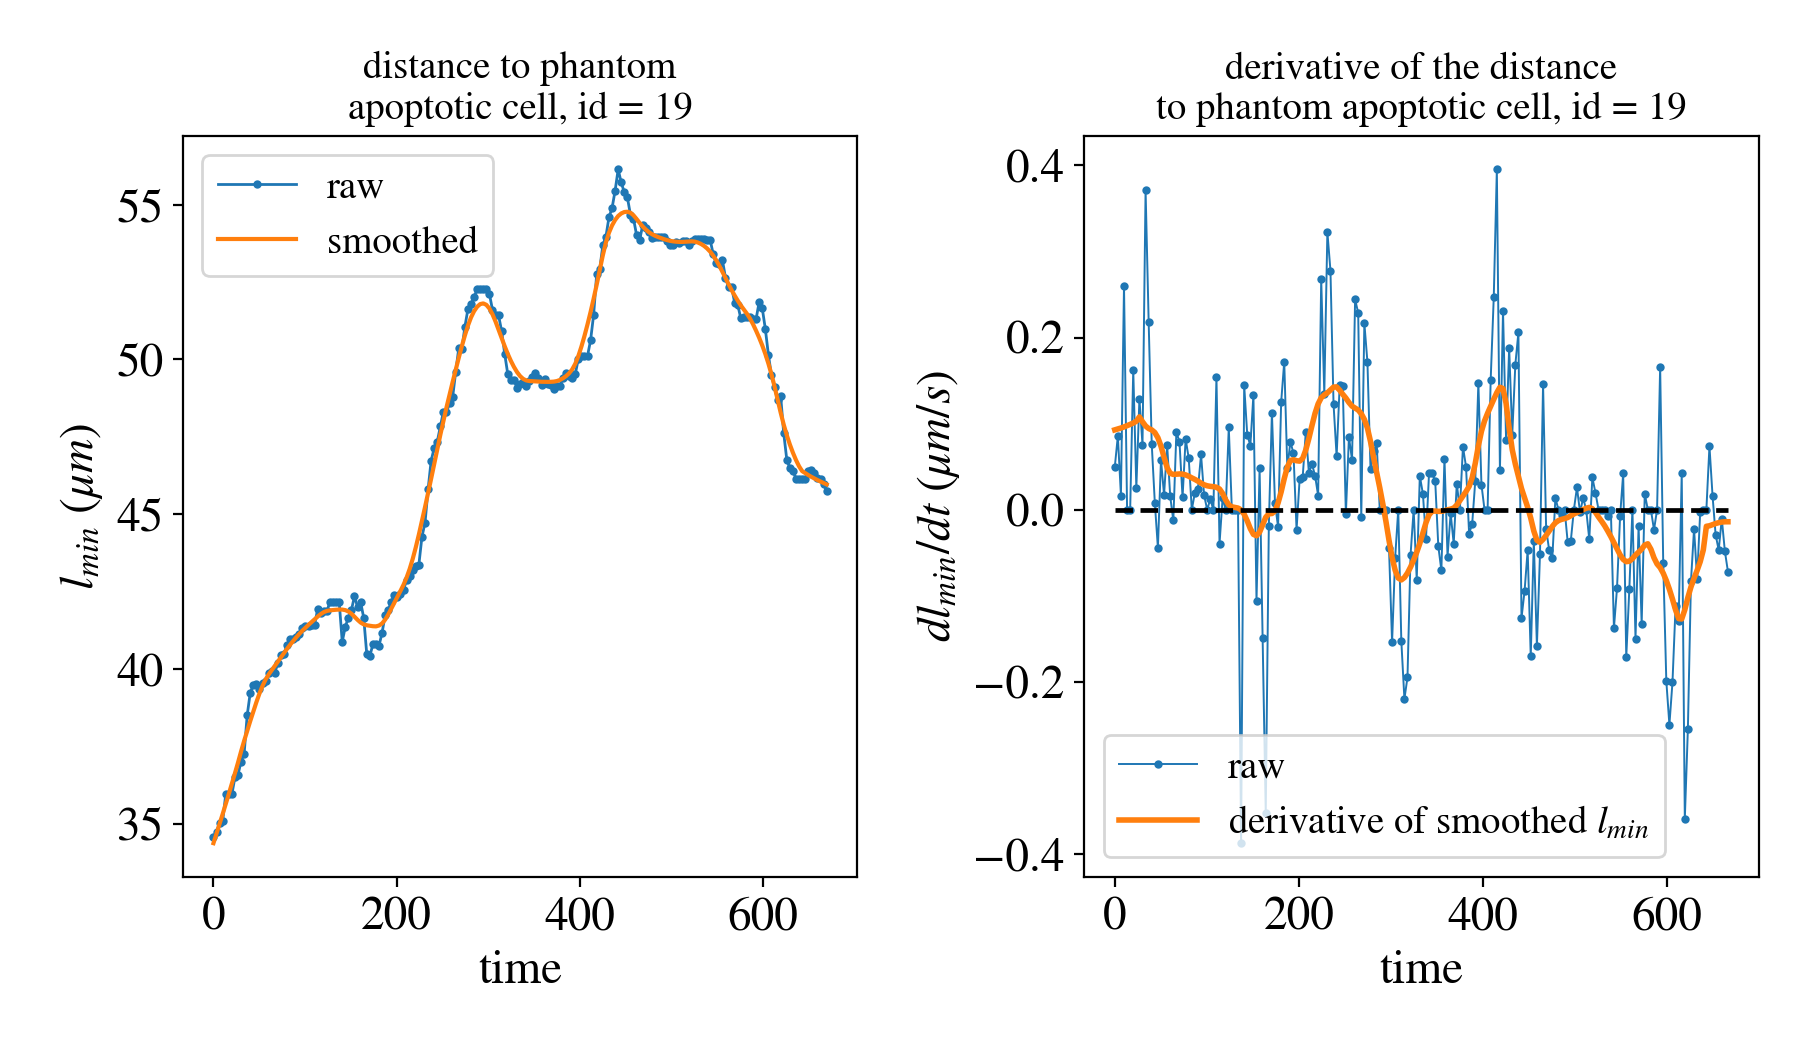 distance to phantom
apoptotic cell, id = 19
raw
smoothed
55
50
45
40
35
l_min (μm)
0 200 400 600
time
derivative of the distance
to phantom apoptotic cell, id = 19
0.4
0.2
0.0
−0.2
−0.4
dl_min/dt (μm/s)
raw
derivative of smoothed l_min
0 200 400 600
time